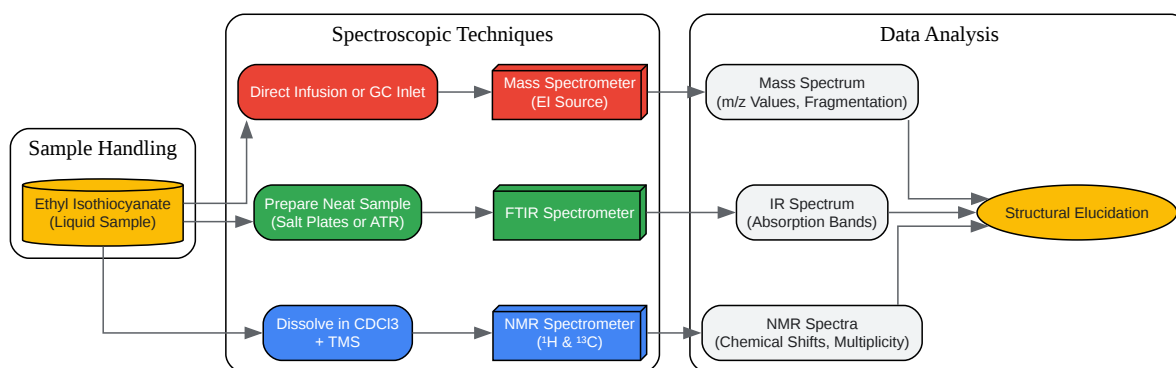 Spectroscopic Techniques
Data Analysis
Direct Infusion or GC Inlet
Mass Spectrometer
(EI Source)
Mass Spectrum
(m/z Values, Fragmentation)
Sample Handling
Ethyl Isothiocyanate
(Liquid Sample)
Prepare Neat Sample
(Salt Plates or ATR)
FTIR Spectrometer
IR Spectrum
(Absorption Bands)
Structural Elucidation
Dissolve in CDCl3
+ TMS
NMR Spectrometer
(¹H & ¹³C)
NMR Spectra
(Chemical Shifts, Multiplicity)